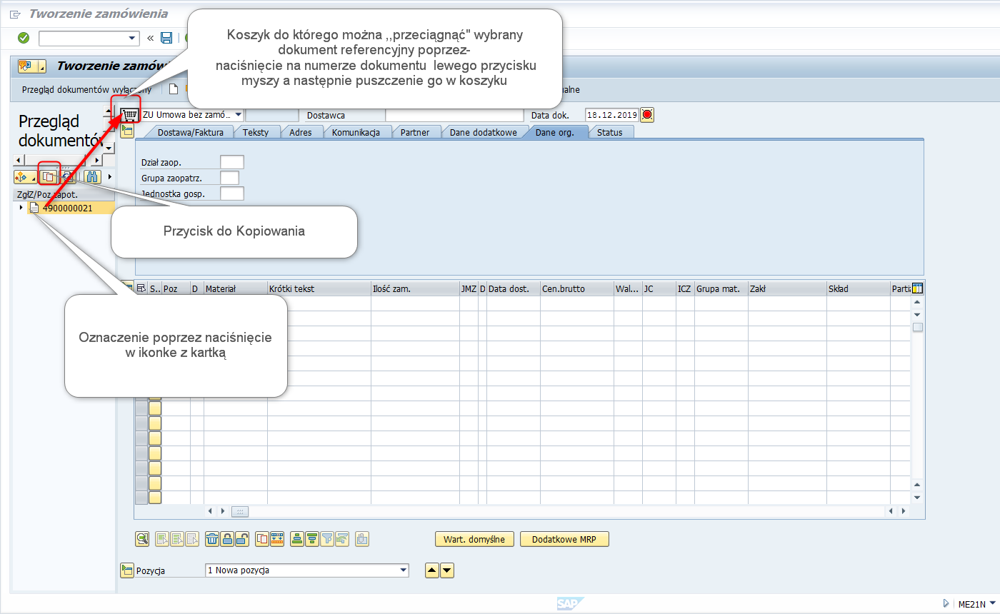 Tworzenie zamówienia
Koszyk do którego można ,,przeciągnąć" wybrany
dokument referencyjny poprzez-
naciśnięcie na numerze dokumentu lewego przycisku
myszy a następnie puszczenie go w koszyku
«
Tworzenie zamówi
Przegląd dokumentów wyłączony
alne
Przegląd
dokumentów
ZU Umowa bez zamó...
Dostawca
Data dok.
18.12.2019
Dostawa/Faktura
Teksty
Adres
Komunikacja
Partner
Dane dodatkowe
Dane org.
Status
Dział zaop.
Grupa zaopatrz.
Jednostka gosp.
ZgłZ/Poz.zapot.
4900000021
Przycisk do Kopiowania
S.. Poz D Materiał Krótki tekst Ilość zam. JMZ D Data dost. Cen.brutto Wal... JC ICZ Grupa mat. Zakł Skład Parti
Oznaczenie poprzez naciśnięcie
w ikonke z kartką
Wart. domyślne
Dodatkowe MRP
Pozycja
1 Nowa pozycja
SAP
ME21N